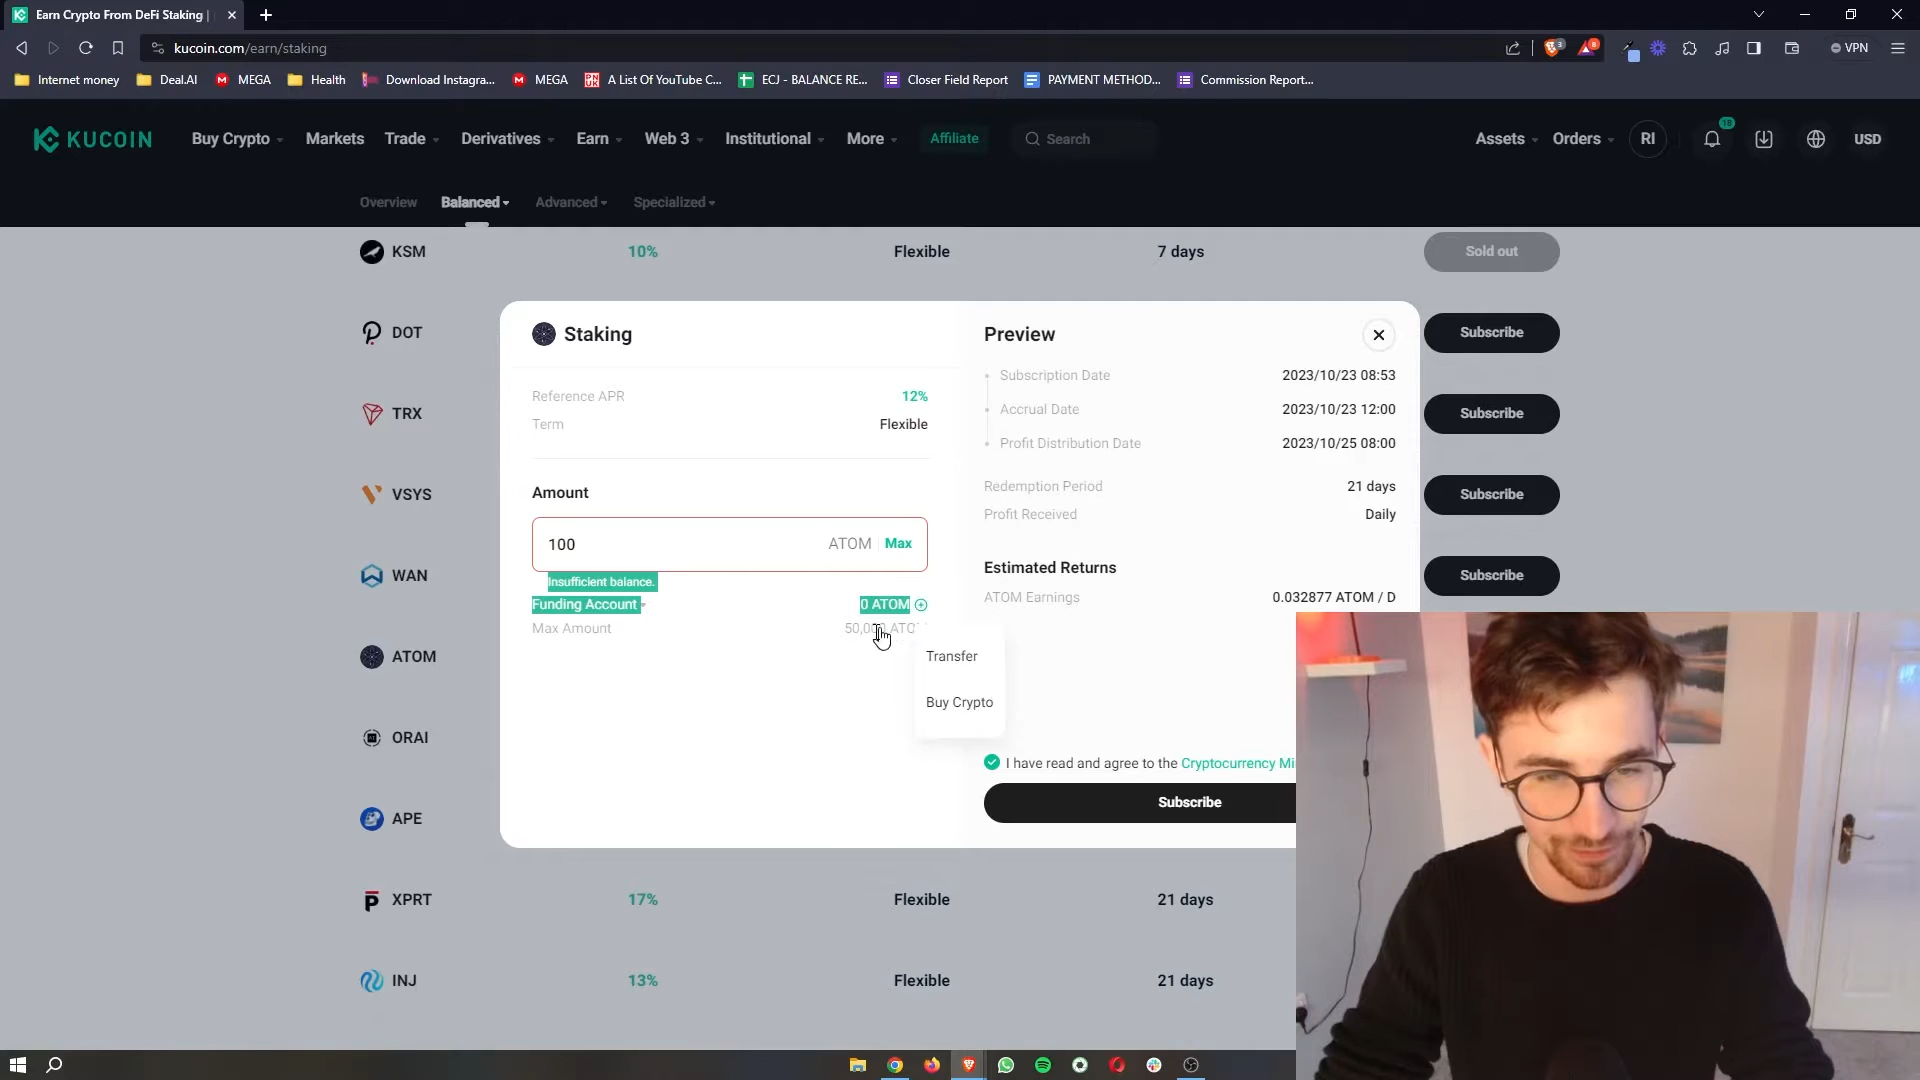 Earn Crypto From DeFi Staking |
kucoin.com/earn/staking
3
8
VPN
Internet money
Deal.AI
MEGA
Health
Download Instagra...
MEGA
A List Of YouTube C...
ECJ - BALANCE RE...
Closer Field Report
PAYMENT METHOD...
Commission Report...
KUCOIN
Buy Crypto
Markets
Trade
Derivatives
Earn
Web 3
Institutional
More
Affiliate
Search
Assets
Orders
RI
18
USD
Overview
Balanced
Advanced
Specialized
KSM 10% Flexible 7 days Sold out
DOT Subscribe
TRX Subscribe
VSYS Subscribe
WAN Subscribe
ATOM
ORAI
APE
XPRT 17% Flexible 21 days
INJ 13% Flexible 21 days
Staking
Reference APR 12%
Term Flexible
Amount
100 ATOM Max
Insufficient balance.
Funding Account 0 ATOM
Max Amount
Transfer
Buy Crypto
Preview
Subscription Date 2023/10/23 08:53
Accrual Date 2023/10/23 12:00
Profit Distribution Date 2023/10/25 08:00
Redemption Period 21 days
Profit Received Daily
Estimated Returns
ATOM Earnings 0.032877 ATOM / D
I have read and agree to the Cryptocurrency Mi
Subscribe